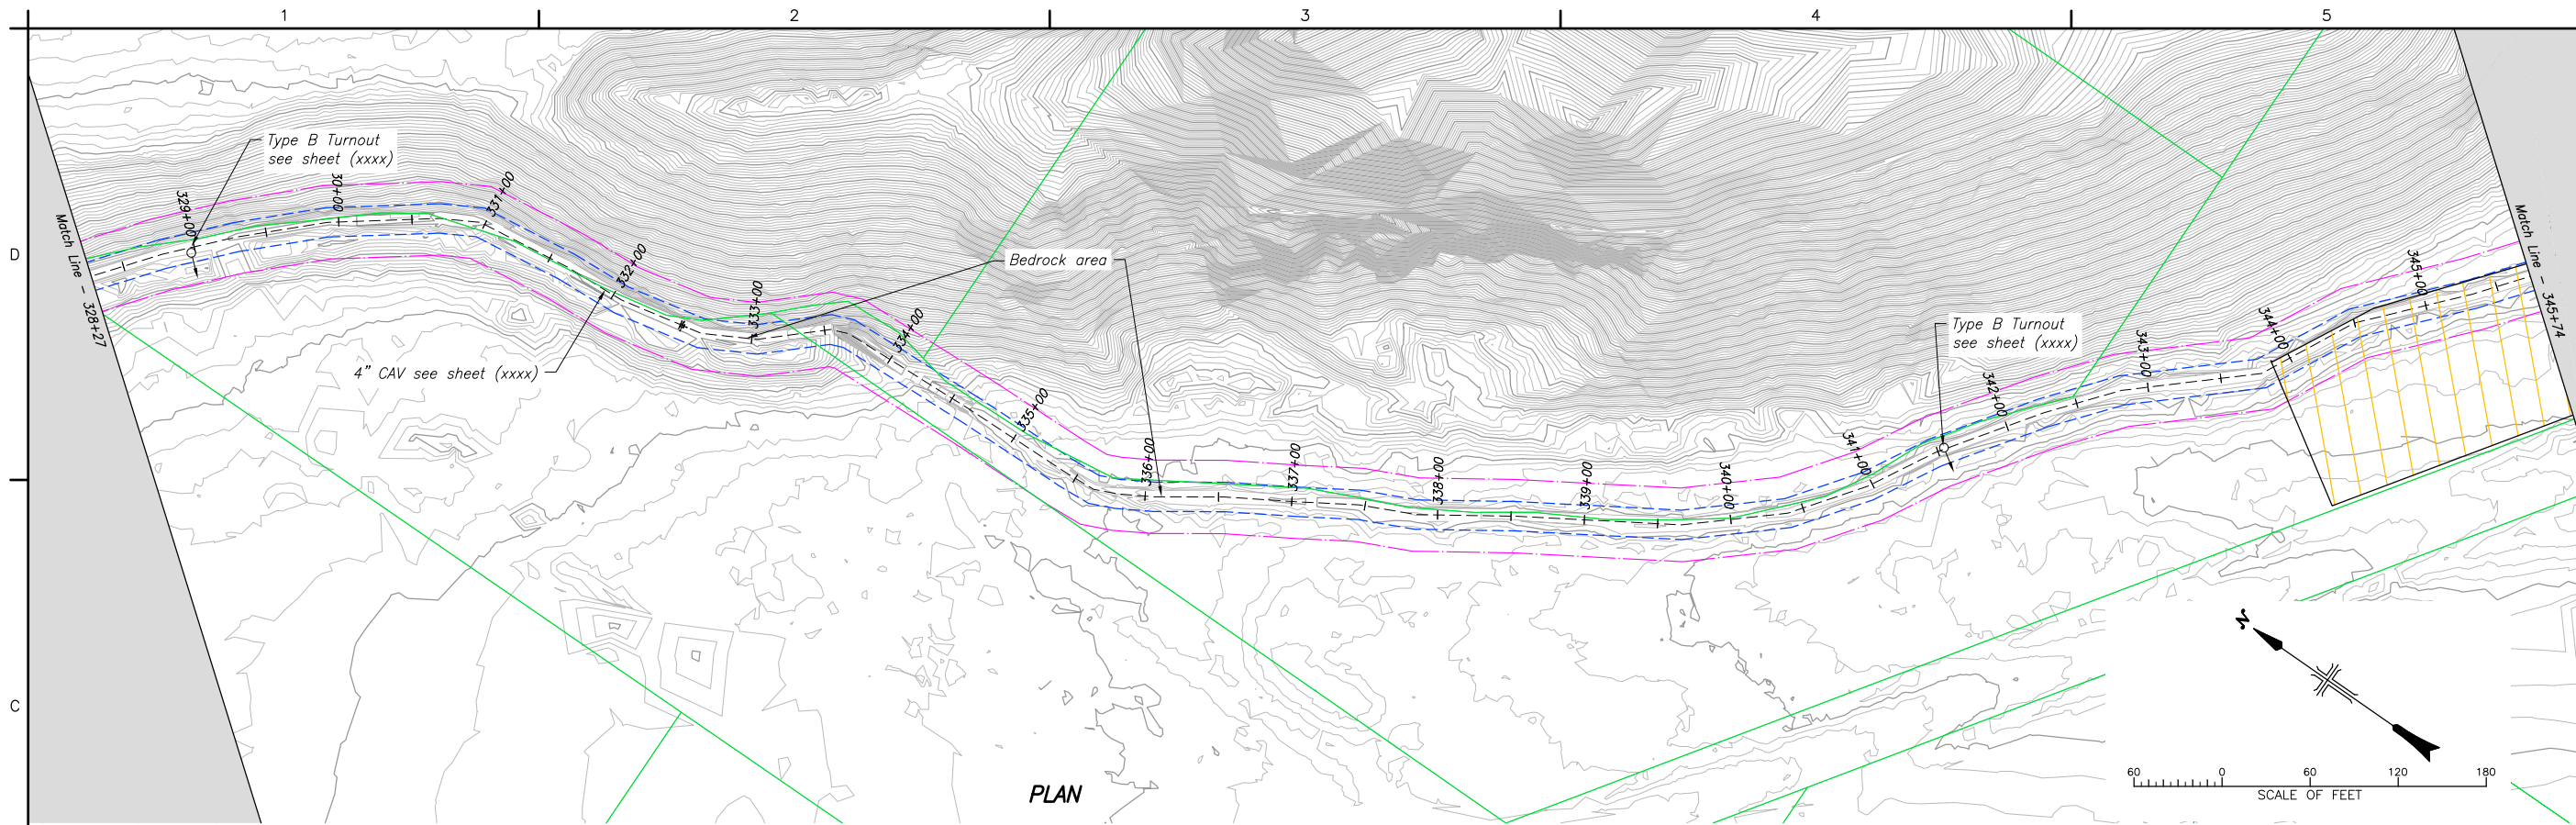 1
2
3
4
5
D
C
Type B Turnout
see sheet (xxxx)
329+00
30+00
331+00
332+00
333+00
334+00
335+00
336+00
337+00
338+00
339+00
340+00
341+00
342+00
343+00
344+00
345+00
Match Line - 328+27
4" CAV see sheet (xxxx)
Bedrock area
Type B Turnout
see sheet (xxxx)
Match Line - 345+74
N
PLAN
60 0 60 120 180
SCALE OF FEET